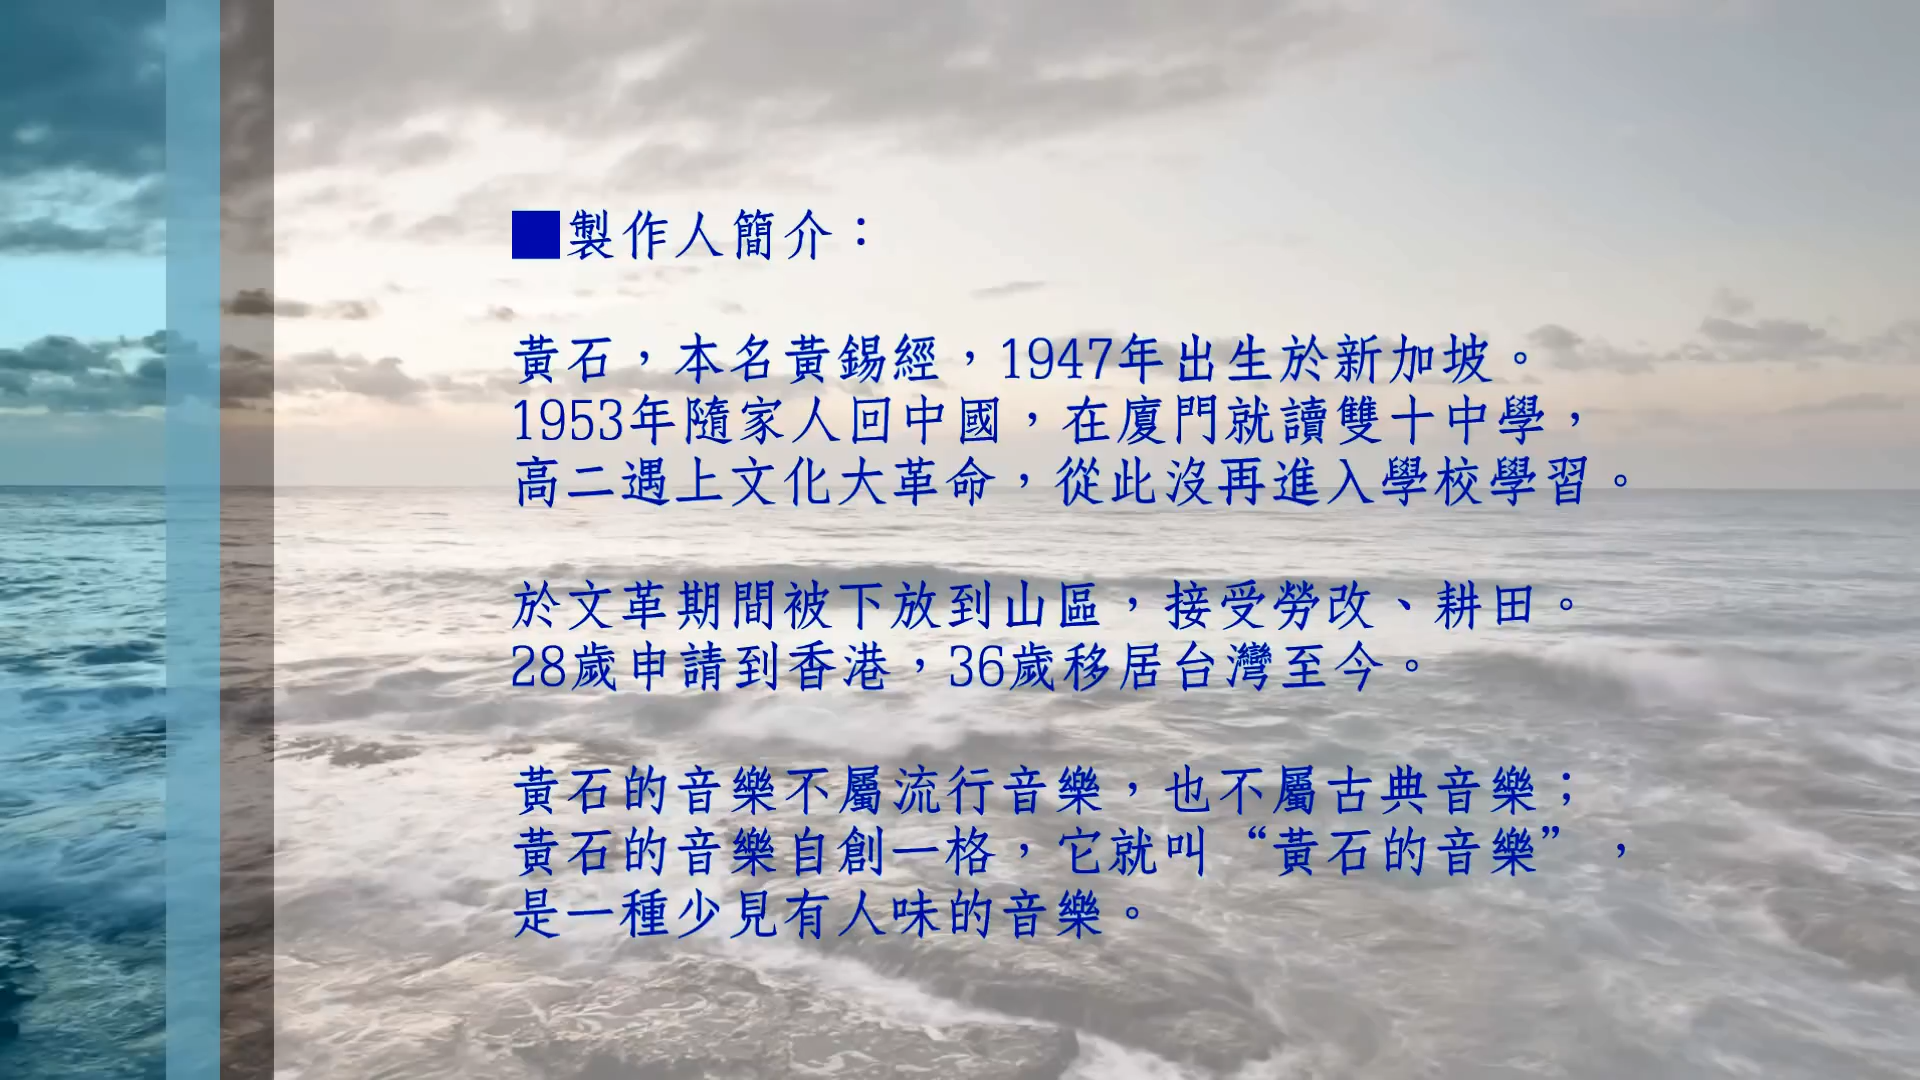 ■製作人簡介：
黃石，本名黃錫經，1947年出生於新加坡。
1953年隨家人回中國，在廈門就讀雙十中學，
高二遇上文化大革命，從此沒再進入學校學習。
於文革期間被下放到山區，接受勞改、耕田。
28歲申請到香港，36歲移居台灣至今。
黃石的音樂不屬流行音樂，也不屬古典音樂；
黃石的音樂自創一格，它就叫“黃石的音樂”，
是一種少見有人味的音樂。